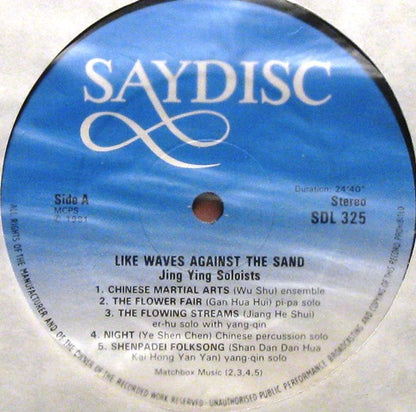 SAYDISC
Side A
MCPS
℗ 1981
Duration: 24'40"
Stereo
SDL 325
LIKE WAVES AGAINST THE SAND
Jing Ying Soloists
1. CHINESE MARTIAL ARTS (Wu Shu) ensemble
2. THE FLOWER FAIR (Gan Hua Hui) pi-pa solo
3. THE FLOWING STREAMS (Jiang He Shui)
er-hu solo with yang-qin
4. NIGHT (Ye Shen Chen) Chinese percussion solo
5. SHENPADEI FOLKSONG (Shan Dan Dan Hua
Kai Hong Yan Yan) yang-qin solo
Matchbox Music (2,3,4,5)
ALL RIGHTS OF THE MANUFACTURER AND OF THE OWNER OF THE RECORDED WORK RESERVED · UNAUTHORISED PUBLIC PERFORMANCE BROADCASTING AND COPYING OF THIS RECORD PROHIBITED